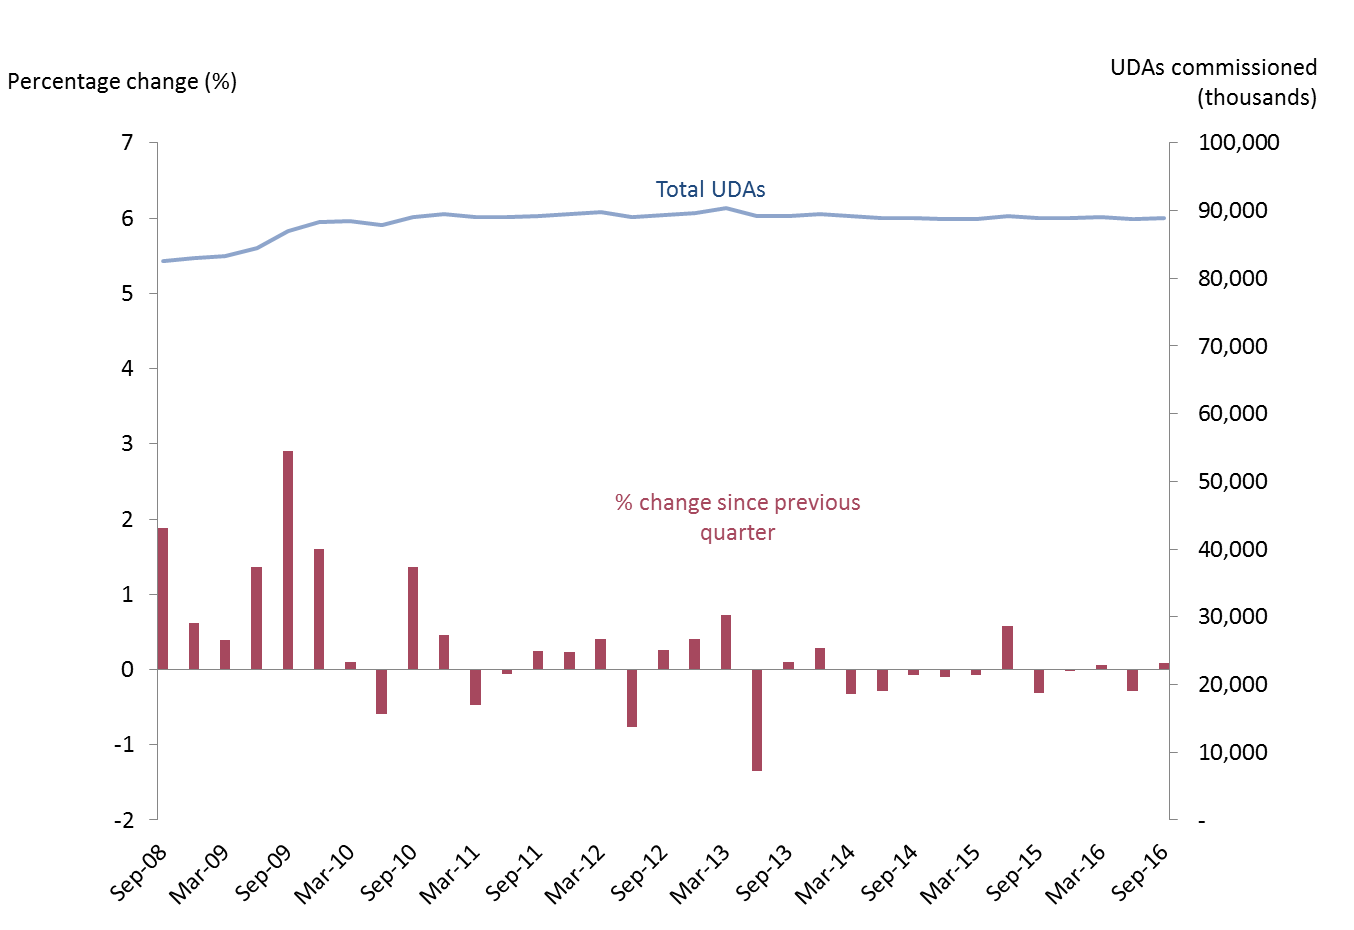 Percentage change (%)
UDAs commissioned
(thousands)
7
6
5
4
3
2
1
0
-1
-2
Total UDAs
% change since previous
quarter
100,000
90,000
80,000
70,000
60,000
50,000
40,000
30,000
20,000
10,000
-
Sep-08
Mar-09
Sep-09
Mar-10
Sep-10
Mar-11
Sep-11
Mar-12
Sep-12
Mar-13
Sep-13
Mar-14
Sep-14
Mar-15
Sep-15
Mar-16
Sep-16